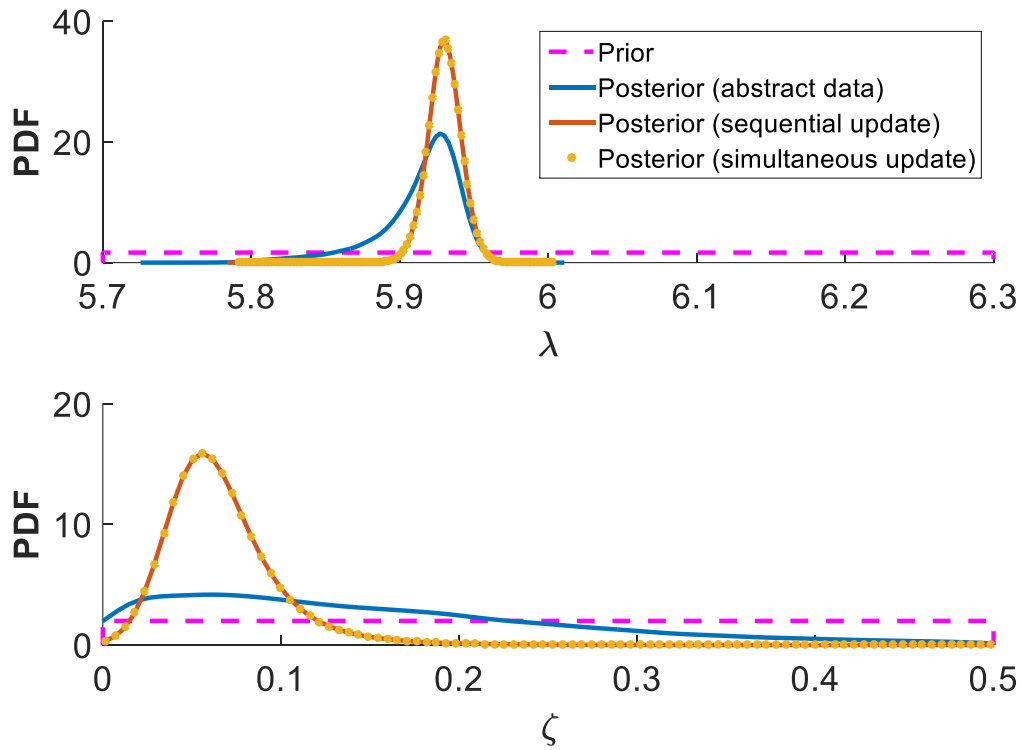 PDF
40
20
0
5.7 5.8 5.9 6 6.1 6.2 6.3
λ
Prior
Posterior (abstract data)
Posterior (sequential update)
Posterior (simultaneous update)
PDF
20
10
0
0 0.1 0.2 0.3 0.4 0.5
ζ